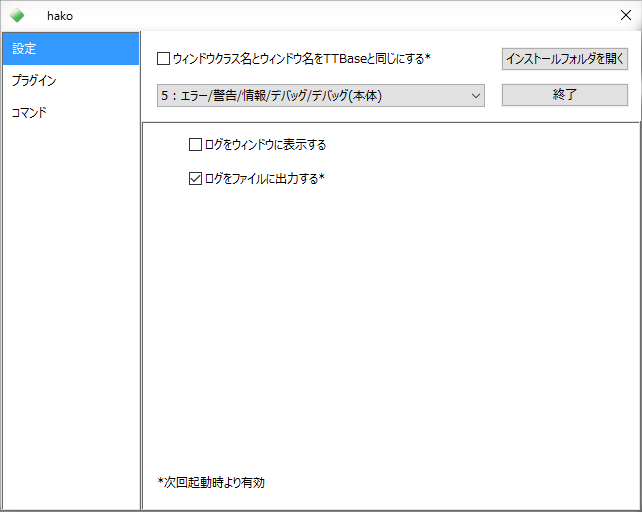 hako
設定
プラグイン
コマンド
ウィンドウクラス名とウィンドウ名をTTBaseと同じにする*
インストールフォルダを開く
5：エラー/警告/情報/デバッグ/デバッグ(本体)
終了
ログをウィンドウに表示する
ログをファイルに出力する*
*次回起動時より有効